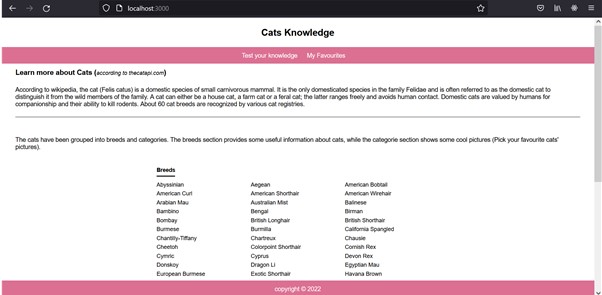 localhost:3000
Cats Knowledge
Test your knowledge My Favourites
Learn more about Cats (according to thecatapi.com)
According to wikipedia, the cat (Felis catus) is a domestic species of small carnivorous mammal. It is the only domesticated species in the family Felidae and is often referred to as the domestic cat to
distinguish it from the wild members of the family. A cat can either be a house cat, a farm cat or a feral cat; the latter ranges freely and avoids human contact. Domestic cats are valued by humans for
companionship and their ability to kill rodents. About 60 cat breeds are recognized by various cat registries.
The cats have been grouped into breeds and categories. The breeds section provides some useful information about cats, while the categorie section shows some cool pictures (Pick your favourite cats'
pictures).
Breeds
Abyssinian Aegean American Bobtail
American Curl American Shorthair American Wirehair
Arabian Mau Australian Mist Balinese
Bambino Bengal Birman
Bombay British Longhair British Shorthair
Burmese Burmilla California Spangled
Chantilly-Tiffany Chartreux Chausie
Cheetoh Colorpoint Shorthair Cornish Rex
Cymric Cyprus Devon Rex
Donskoy Dragon Li Egyptian Mau
European Burmese Exotic Shorthair Havana Brown
copyright © 2022